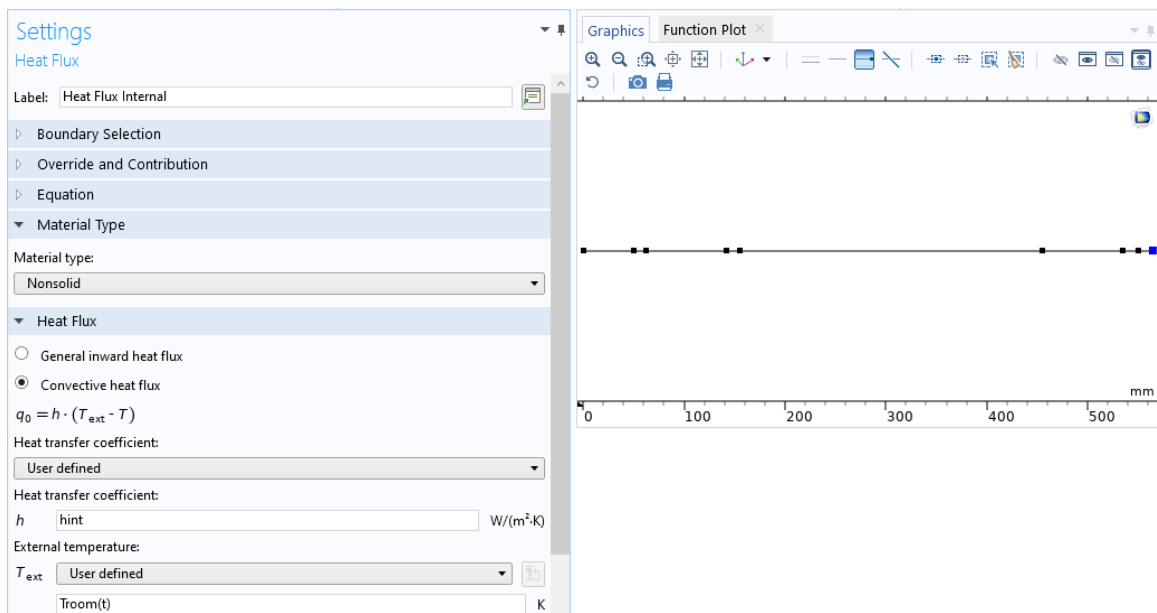 Settings
Heat Flux
Label: Heat Flux Internal
Boundary Selection
Override and Contribution
Equation
Material Type
Material type:
Nonsolid
Heat Flux
General inward heat flux
Convective heat flux
q₀ = h · (Text - T)
Heat transfer coefficient:
User defined
Heat transfer coefficient:
h hint W/(m²·K)
External temperature:
Text User defined
Troom(t) K
Graphics Function Plot
mm
0 100 200 300 400 500